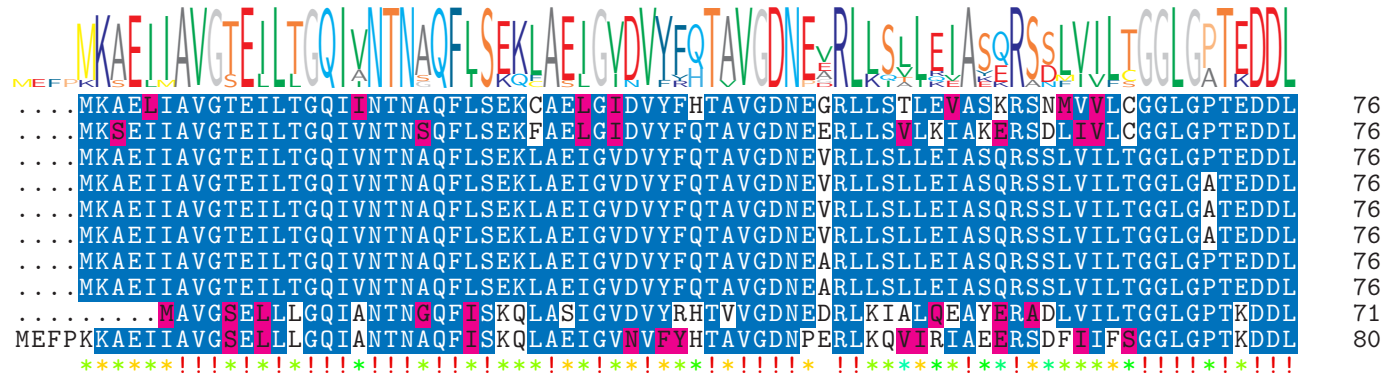 MEFPMKAELIAVGTELLTGQIVNTNAQFLSEKLAELGVDVYFQTAVGDNEVRLLSLLEIASQRSSLVILTGGLGPTEDDL
....MKAELIAVGTEILTGQIINTNAQFLSEKCAELGIDVYFHTAVGDNEGRLLSTLEVASKRSNMVVLCGGLGPTEDDL 76
....MKSEIIAVGTEILTGQIVNTNSQFLSEKFAELGIDVYFQTAVGDNEERLLSVLKIAKERSDLIVLCGGLGPTEDDL 76
....MKAEIIAVGTEILTGQIVNTNAQFLSEKLAEIGVDVYFQTAVGDNEVRLLSLLEIASQRSSLVILTGGLGPTEDDL 76
....MKAEIIAVGTEILTGQIVNTNAQFLSEKLAEIGVDVYFQTAVGDNEVRLLSLLEIASQRSSLVILTGGLGATEDDL 76
....MKAEIIAVGTEILTGQIVNTNAQFLSEKLAEIGVDVYFQTAVGDNEVRLLSLLEIASQRSSLVILTGGLGATEDDL 76
....MKAEIIAVGTEILTGQIVNTNAQFLSEKLAEIGVDVYFQTAVGDNEVRLLSLLEIASQRSSLVILTGGLGATEDDL 76
....MKAEIIAVGTEILTGQIVNTNAQFLSEKLAEIGVDVYFQTAVGDNEARLLSLLEIASQRSSLVILTGGLGPTEDDL 76
....MKAEIIAVGTEILTGQIVNTNAQFLSEKLAEIGVDVYFQTAVGDNEARLLSLLEIASQRSSLVILTGGLGPTEDDL 76
.........MAVGSELLLGQIANTNGQFISKQLASIGVDVYRHTVVGDNEDRLKIALQEAYERADLVILTGGLGPTKDDL 71
MEFPKKAEIIAVGSELLLGQIANTNAQFISKQLAEIGVNVFYHTAVGDNPERLKQVIRIAEERSDFIIFSGGLGPTKDDL 80
******!!!*!*!*!!!*!!!*!!*!***!**!**!***!*!!!!* !!******!**!*******!!!!*!*!!!